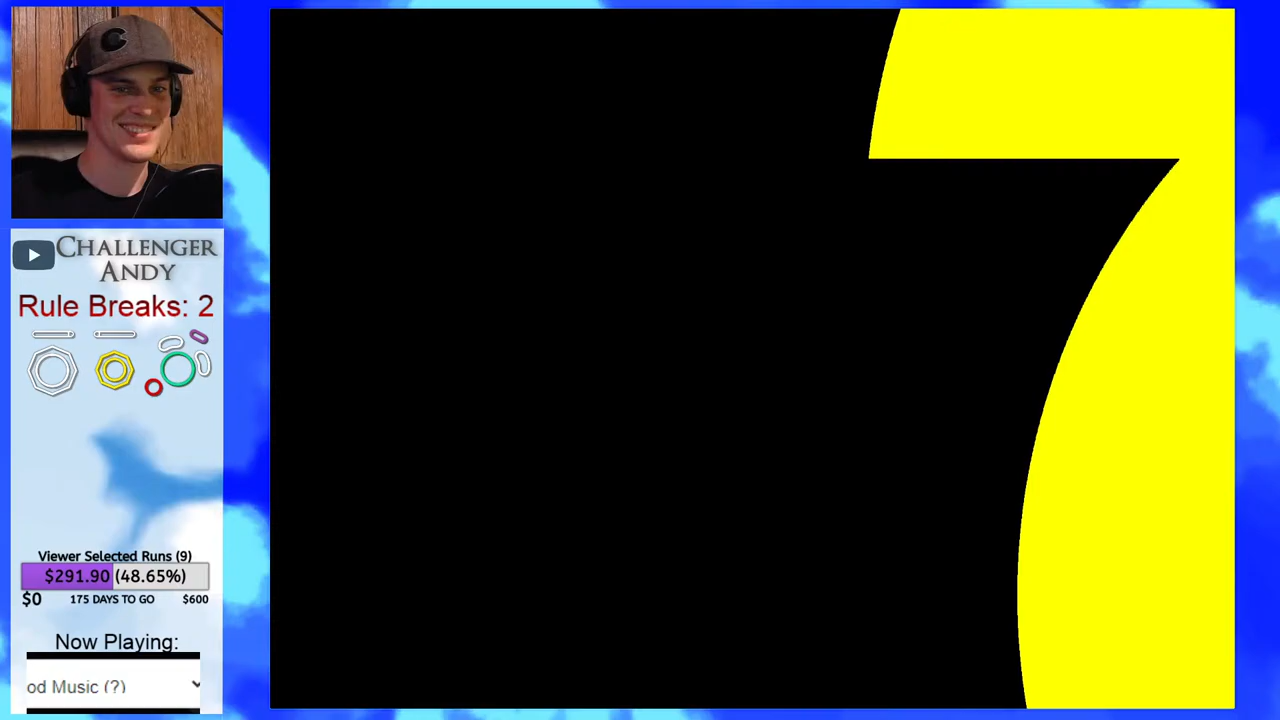 CHALLENGER
ANDY
Rule Breaks: 2
Viewer Selected Runs (9)
$291.90 (48.65%)
$0 175 DAYS TO GO $600
Now Playing:
od Music (?)